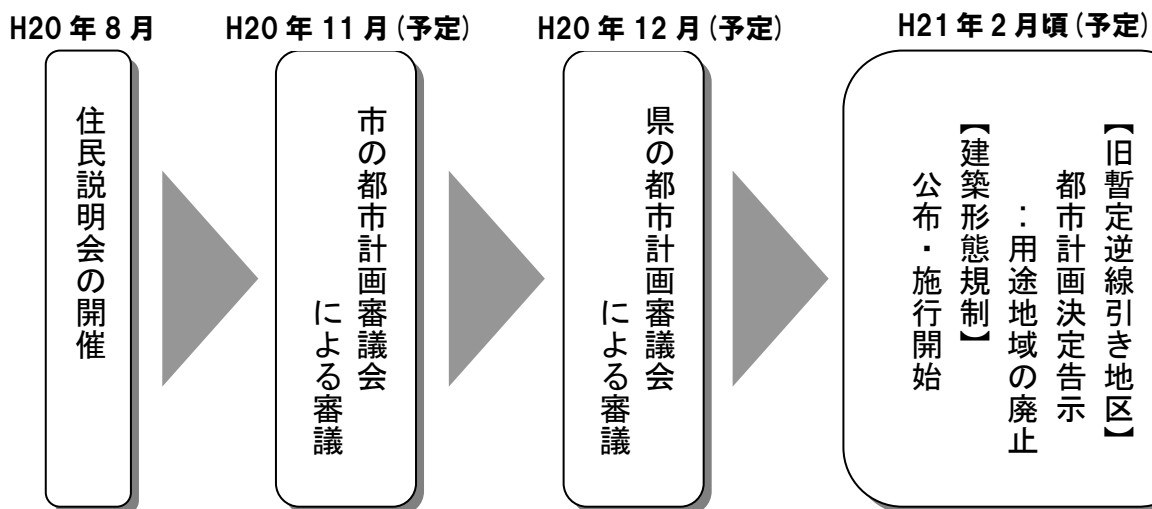 H20年8月
H20年11月(予定)
H20年12月(予定)
H21年2月頃(予定)
住民説明会の開催
市の都市計画審議会
による審議
県の都市計画審議会
による審議
【旧暫定逆線引き地区】
都市計画決定告示
：用途地域の廃止
【建築形態規制】
公布・施行開始